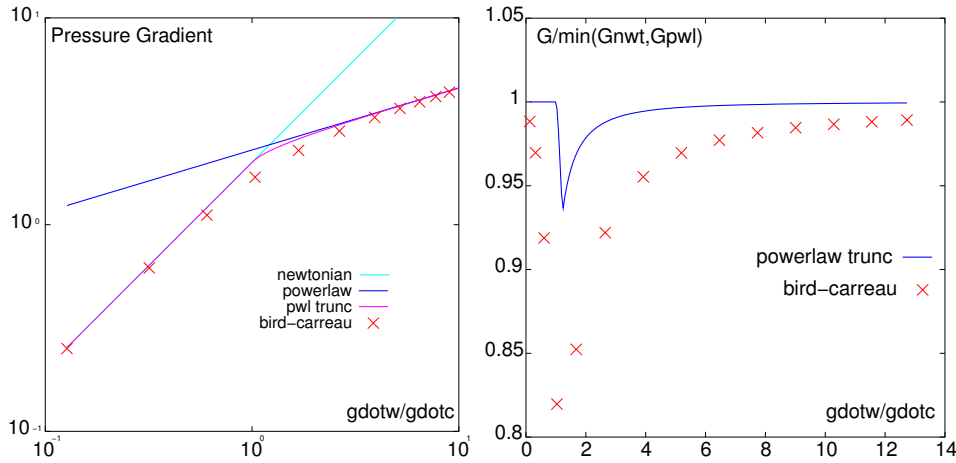 10¹
Pressure Gradient
10⁰
newtonian
powerlaw
pwl trunc
bird−carreau
gdotw/gdotc
10⁻¹
10⁻¹ 10⁰ 10¹
1.05
G/min(Gnwt,Gpwl)
1
0.95
0.9
powerlaw trunc
bird−carreau
0.85
gdotw/gdotc
0.8
0 2 4 6 8 10 12 14